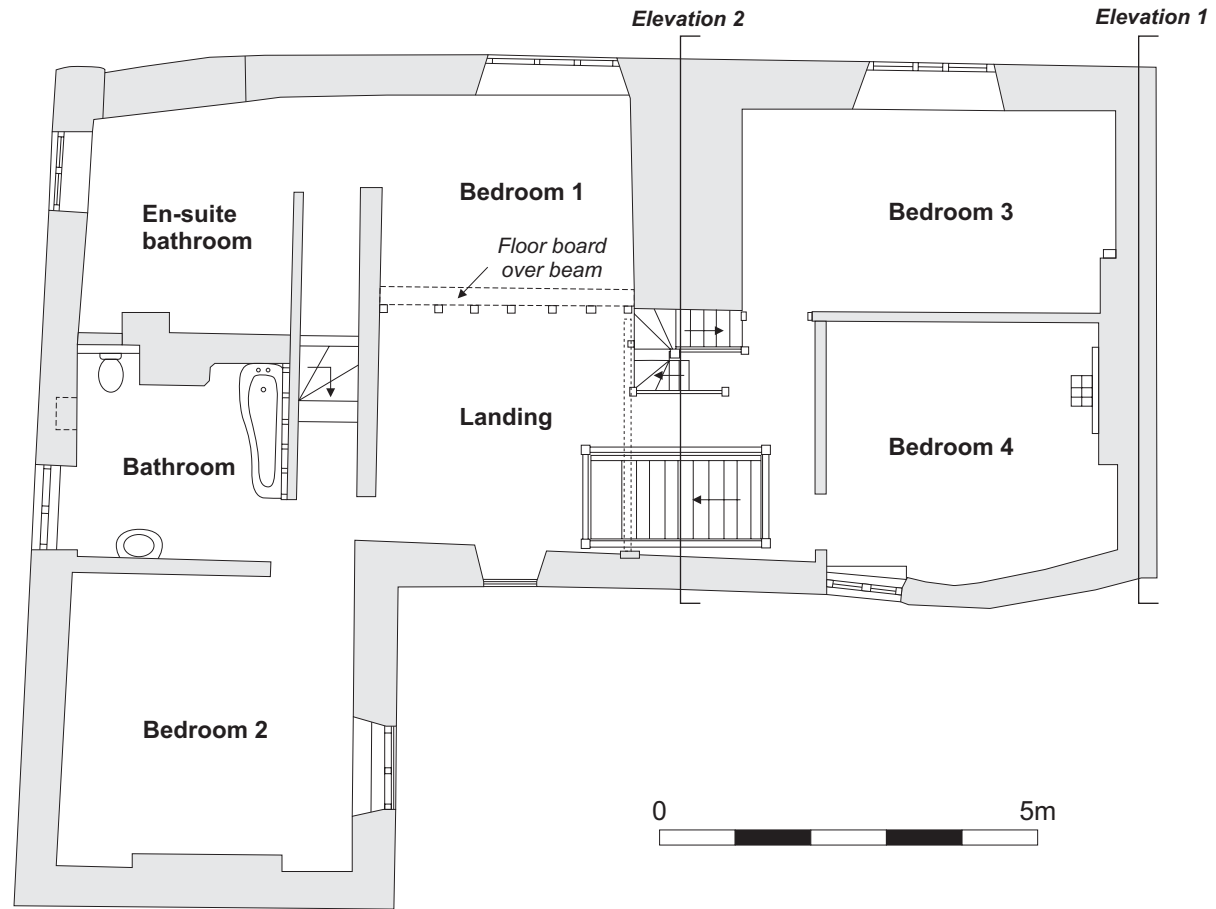 Elevation 2
Elevation 1
Bedroom 1
En-suite
bathroom
Bedroom 3
Floor board
over beam
Landing
Bedroom 4
Bathroom
Bedroom 2
0
5m